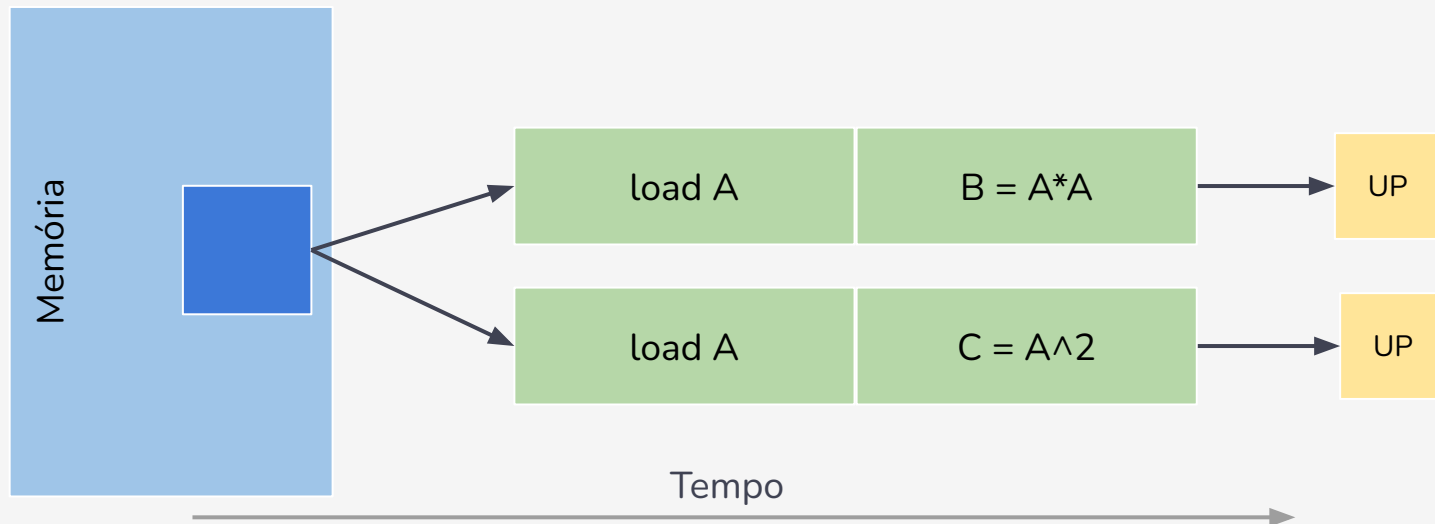 Memória
load A
B = A*A
UP
load A
C = A^2
UP
Tempo